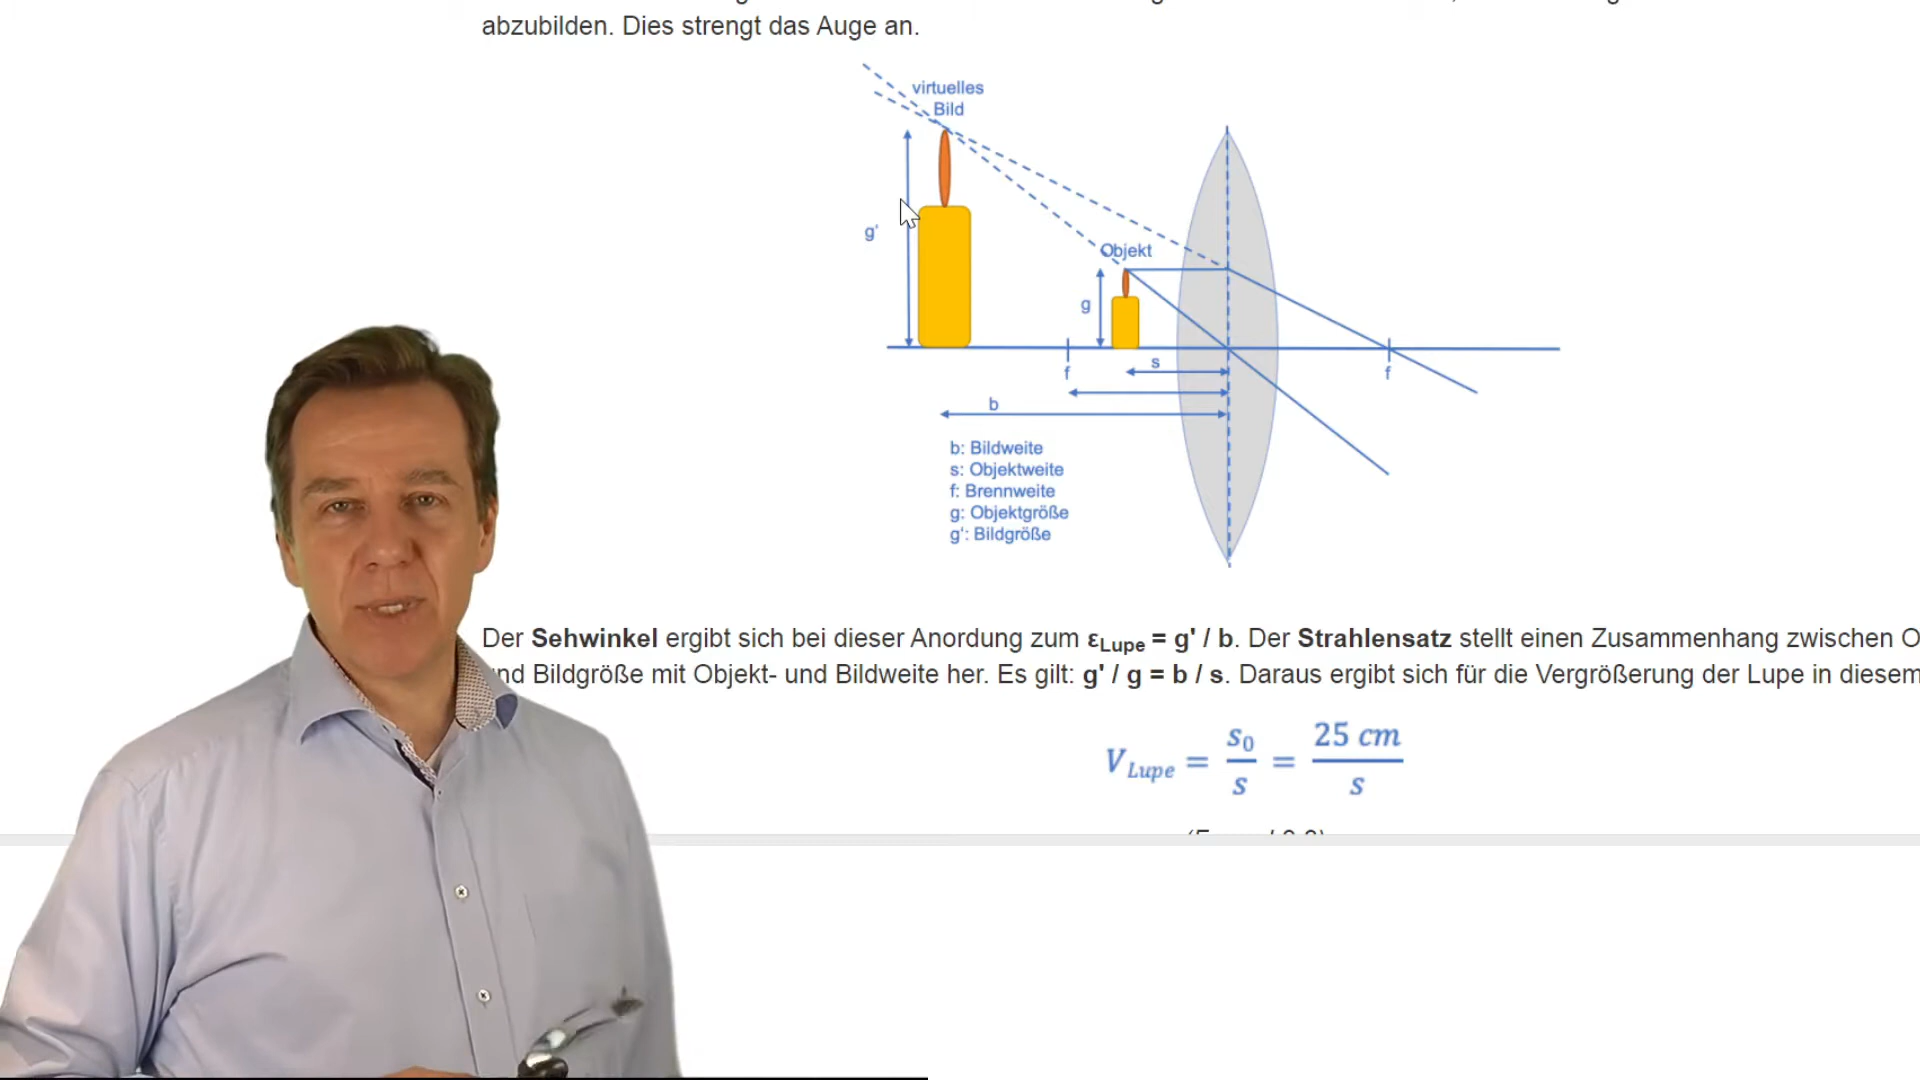 abzubilden. Dies strengt das Auge an.
virtuelles
Bild
g'
Objekt
g
s
f
f
b
b: Bildweite
s: Objektweite
f: Brennweite
g: Objektgröße
g': Bildgröße
Der Sehwinkel ergibt sich bei dieser Anordung zum εLupe = g' / b. Der Strahlensatz stellt einen Zusammenhang zwischen
und Bildgröße mit Objekt- und Bildweite her. Es gilt: g' / g = b / s. Daraus ergibt sich für die Vergrößerung der Lupe in diesem
V Lupe = s0 / s = 25 cm / s